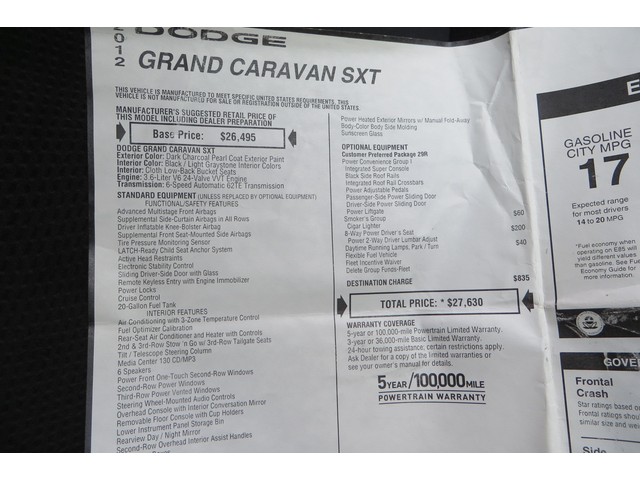 2012
DODGE
GRAND CARAVAN SXT
THIS VEHICLE IS MANUFACTURED TO MEET SPECIFIC UNITED STATES REQUIREMENTS. THIS
VEHICLE IS NOT MANUFACTURED FOR SALE OR REGISTRATION OUTSIDE OF THE UNITED STATES.
MANUFACTURER'S SUGGESTED RETAIL PRICE OF
THIS MODEL INCLUDING DEALER PREPARATION
Base Price: $26,495
DODGE GRAND CARAVAN SXT
Exterior Color: Dark Charcoal Pearl Coat Exterior Paint
Interior Color: Black / Light Graystone Interior Colors
Interior: Cloth Low-Back Bucket Seats
Engine: 3.6-Liter V6 24-Valve VVT Engine
Transmission: 6-Speed Automatic 62TE Transmission
STANDARD EQUIPMENT (UNLESS REPLACED BY OPTIONAL EQUIPMENT)
FUNCTIONAL/SAFETY FEATURES
Advanced Multistage Front Airbags
Supplemental Side-Curtain Airbags in All Rows
Driver Inflatable Knee-Bolster Airbag
Supplemental Front Seat-Mounted Side Airbags
Tire Pressure Monitoring Sensor
LATCH-Ready Child Seat Anchor System
Active Head Restraints
Electronic Stability Control
Sliding Driver-Side Door with Glass
Remote Keyless Entry with Engine Immobilizer
Power Locks
Cruise Control
20-Gallon Fuel Tank
INTERIOR FEATURES
Air Conditioning with 3-Zone Temperature Control
Fuel Optimizer Calibration
Rear-Seat Air Conditioner and Heater with Controls
2nd & 3rd-Row Stow 'n Go w/ 3rd-Row Tailgate Seats
Tilt / Telescope Steering Column
Media Center 130 CD/MP3
6 Speakers
Power Front One-Touch Second-Row Windows
Second-Row Power Windows
Third-Row Power Vented Windows
Steering Wheel-Mounted Audio Controls
Overhead Console with Interior Conversation Mirror
Removable Floor Console with Cup Holders
Lower Instrument Panel Storage Bin
Rearview Day / Night Mirror
Second-Row Overhead Interior Assist Handles
Power Heated Exterior Mirrors w/ Manual Fold-Away
Body-Color Body Side Molding
Sunscreen Glass
OPTIONAL EQUIPMENT
Customer Preferred Package 29R
Power Convenience Group I
Integrated Super Console
Black Side Roof Rails
Integrated Roof Rail Crossbars
Power Adjustable Pedals
Passenger-Side Power Sliding Door
Driver-Side Power Sliding Door
Power Liftgate
Smoker's Group $60
Cigar Lighter
8-Way Power Driver's Seat $200
Power 2-Way Driver Lumbar Adjust
Daytime Running Lamps, Park / Turn $40
Flexible Fuel Vehicle
Fleet Incentive Waiver
Delete Group Funds-Fleet
DESTINATION CHARGE $835
TOTAL PRICE: * $27,630
WARRANTY COVERAGE
5-year or 100,000-mile Powertrain Limited Warranty.
3-year or 36,000-mile Basic Limited Warranty.
24-hour towing assistance; certain restrictions apply.
Ask Dealer for a copy of the limited warranties or
see your owner's manual for details.
5YEAR/100,000MILE
POWERTRAIN WARRANTY
E
GASOLINE
CITY MPG
17
Expected range
for most drivers
14 to 20 MPG
*Fuel economy when
operating on E85 will
yield different values
than gasoline. See Fuel
Economy Guide for
more information.
GOVER
Frontal
Crash
Star ratings based o
Frontal ratings shoul
similar size and wei
Side